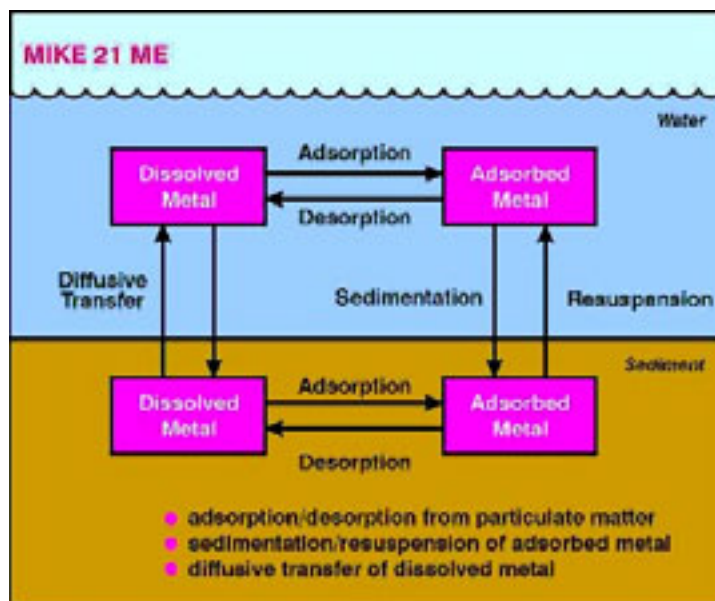 MIKE 21 ME
Water
Dissolved
Metal
Adsorption
Desorption
Adsorbed
Metal
Diffusive
Transfer
Sedimentation
Resuspension
Sediment
Dissolved
Metal
Adsorption
Desorption
Adsorbed
Metal
adsorption/desorption from particulate matter
sedimentation/resuspension of adsorbed metal
diffusive transfer of dissolved metal